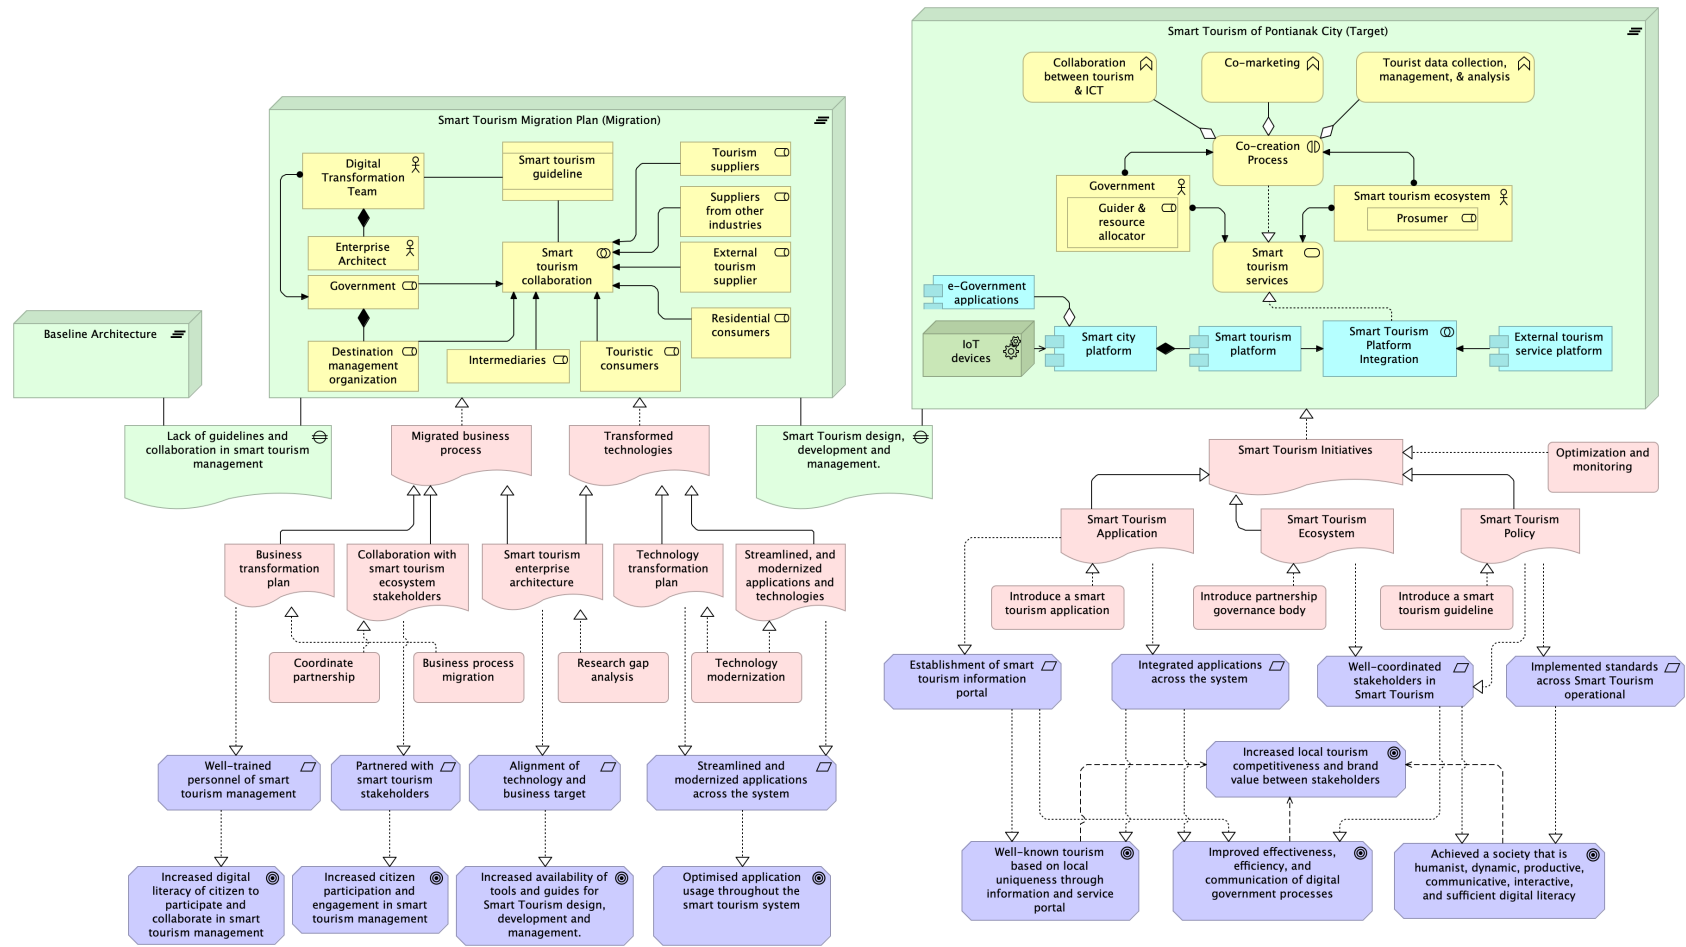 Smart Tourism of Pontianak City (Target)
Collaboration
between tourism
& ICT
Co-marketing
Tourist data collection,
management, & analysis
Co-creation
Process
Government
Guider &
resource
allocator
Smart tourism ecosystem
Prosumer
Smart
tourism
services
e-Government
applications
IoT
devices
Smart city
platform
Smart tourism
platform
Smart Tourism
Platform
Integration
External tourism
service platform
Smart Tourism Migration Plan (Migration)
Digital
Transformation
Team
Smart tourism
guideline
Tourism
suppliers
Suppliers
from other
industries
Enterprise
Architect
Smart
tourism
collaboration
External
tourism
supplier
Government
Residential
consumers
Destination
management
organization
Intermediaries
Touristic
consumers
Baseline Architecture
Lack of guidelines and
collaboration in smart tourism
management
Migrated business
process
Transformed
technologies
Smart Tourism design,
development and
management.
Smart Tourism Initiatives
Optimization and
monitoring
Business
transformation
plan
Collaboration with
smart tourism
ecosystem
stakeholders
Smart tourism
enterprise
architecture
Technology
transformation
plan
Streamlined, and
modernized
applications and
technologies
Smart Tourism
Application
Smart Tourism
Ecosystem
Smart Tourism
Policy
Introduce a smart
tourism application
Introduce partnership
governance body
Introduce a smart
tourism guideline
Coordinate
partnership
Business process
migration
Research gap
analysis
Technology
modernization
Establishment of smart
tourism information
portal
Integrated applications
across the system
Well-coordinated
stakeholders in
Smart Tourism
Implemented standards
across Smart Tourism
operational
Well-trained
personnel of smart
tourism management
Partnered with
smart tourism
stakeholders
Alignment of
technology and
business target
Streamlined and
modernized applications
across the system
Increased local tourism
competitiveness and brand
value between stakeholders
Increased digital
literacy of citizen to
participate and
collaborate in smart
tourism management
Increased citizen
participation and
engagement in smart
tourism management
Increased availability of
tools and guides for
Smart Tourism design,
development and
management.
Optimised application
usage throughout the
smart tourism system
Well-known tourism
based on local
uniqueness through
information and service
portal
Improved effectiveness,
efficiency, and
communication of digital
government processes
Achieved a society that is
humanist, dynamic, productive,
communicative, interactive,
and sufficient digital literacy